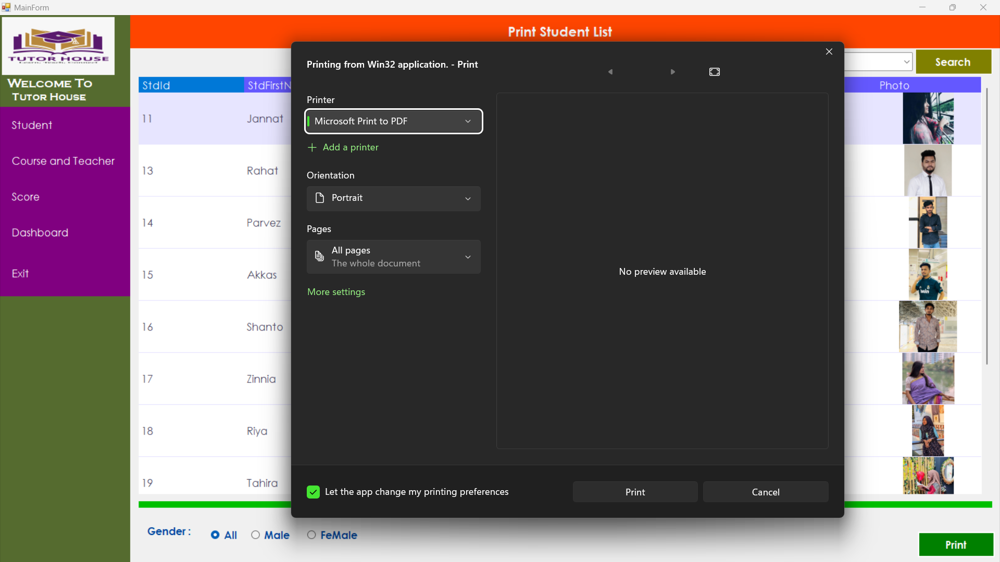 MainForm
TUTOR HOUSE
Learn, Teach, Connect
WELCOME TO
TUTOR HOUSE
Student
Course and Teacher
Score
Dashboard
Exit
Print Student List
Search
StdId
StdFirstN
Photo
11
Jannat
13
Rahat
14
Parvez
15
Akkas
16
Shanto
17
Zinnia
18
Riya
19
Tahira
Printing from Win32 application. - Print
Printer
Microsoft Print to PDF
Add a printer
Orientation
Portrait
Pages
All pages
The whole document
More settings
No preview available
Let the app change my printing preferences
Print
Cancel
Gender :
All
Male
FeMale
Print